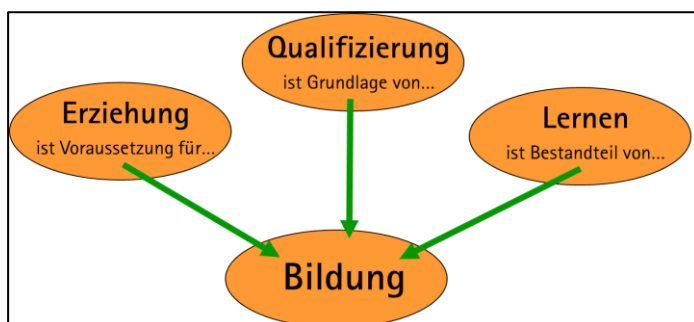 Qualifizierung
ist Grundlage von...
Erziehung
ist Voraussetzung für...
Lernen
ist Bestandteil von...
Bildung